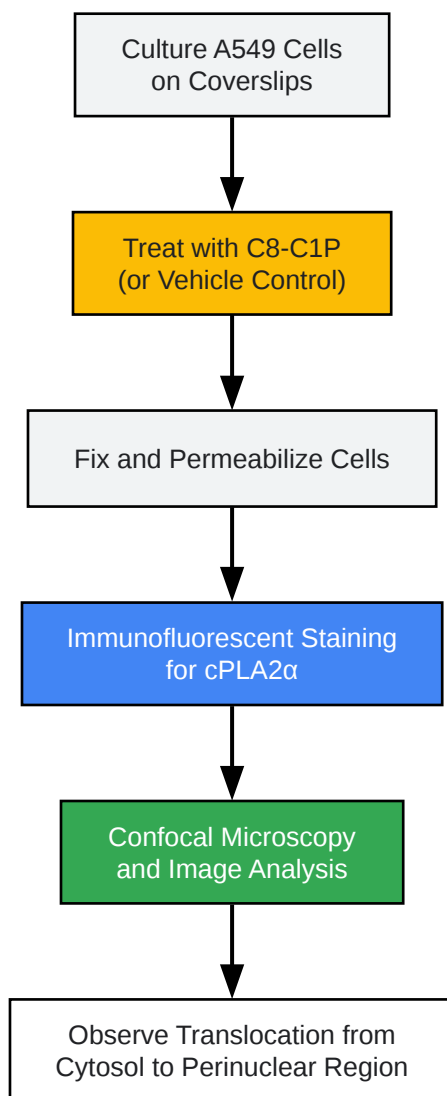 Culture A549 Cells
on Coverslips
Treat with C8-C1P
(or Vehicle Control)
Fix and Permeabilize Cells
Immunofluorescent Staining
for cPLA2α
Confocal Microscopy
and Image Analysis
Observe Translocation from
Cytosol to Perinuclear Region